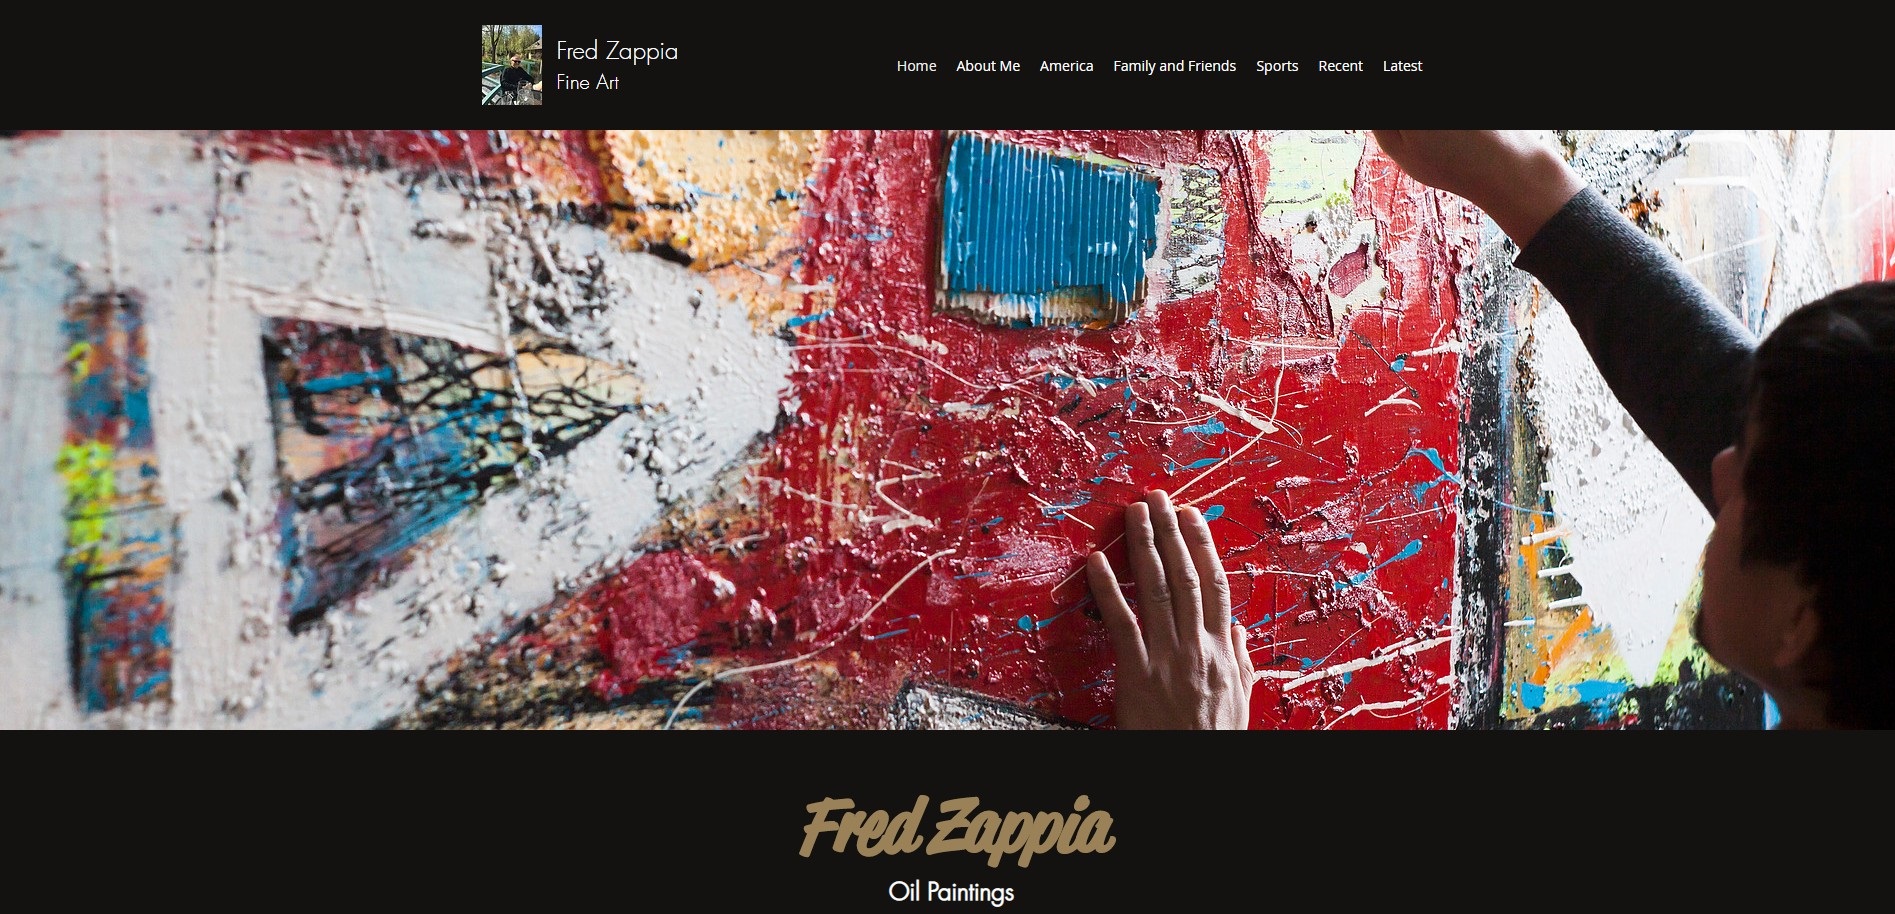 Fred Zappia
Fine Art
Home About Me America Family and Friends Sports Recent Latest
Fred Zappia
Oil Paintings